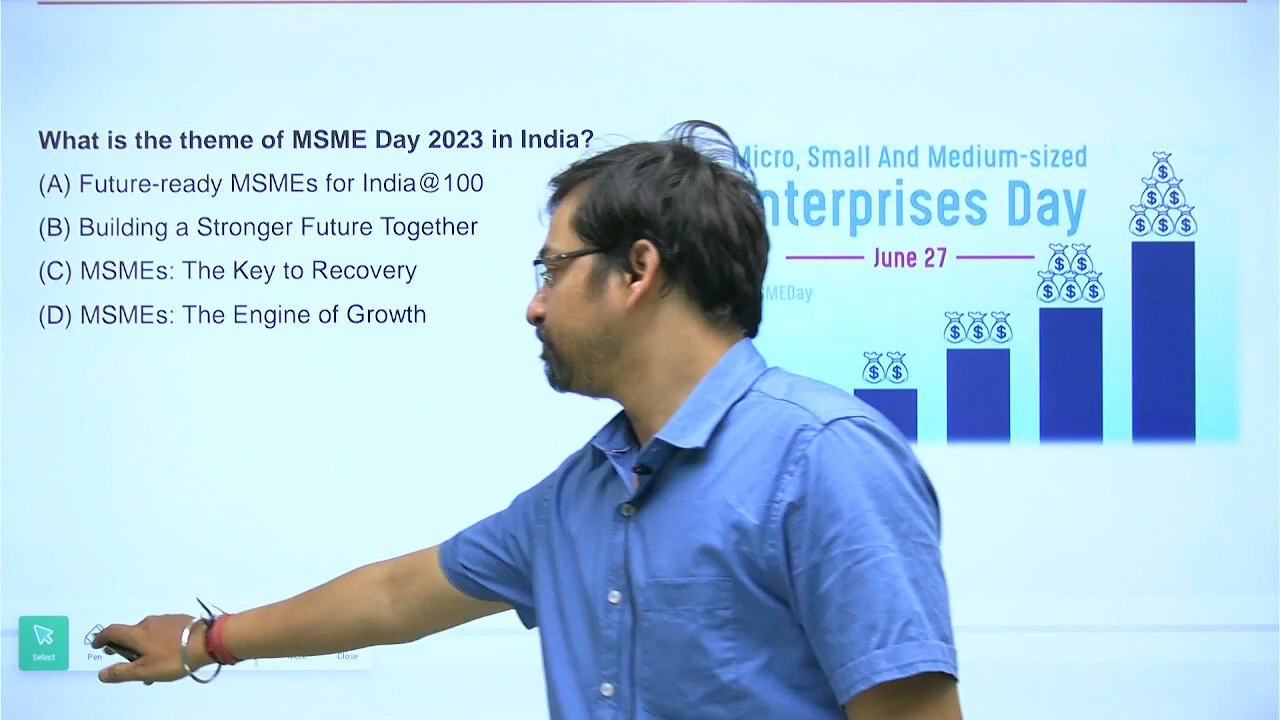 What is the theme of MSME Day 2023 in India?
(A) Future-ready MSMEs for India@100
(B) Building a Stronger Future Together
(C) MSMEs: The Key to Recovery
(D) MSMEs: The Engine of Growth
Micro, Small And Medium-sized
nterprises Day
June 27
SMEDay
Select
Pen
Close